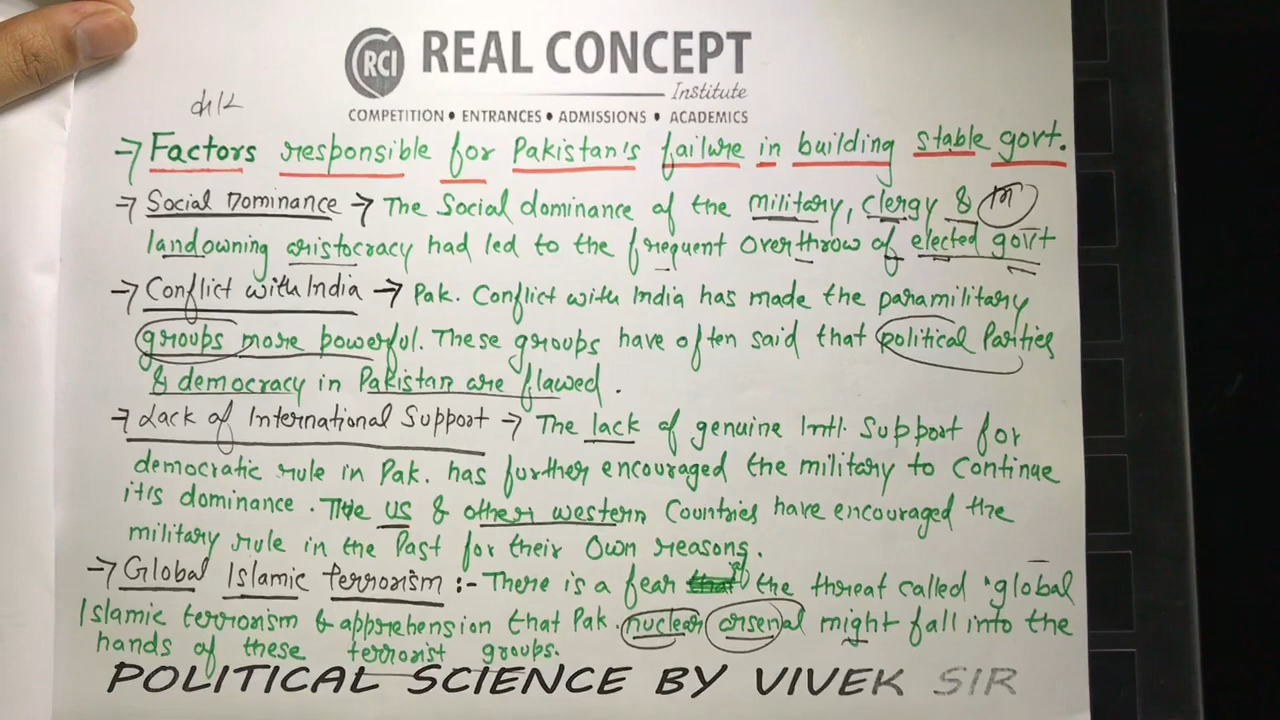 RCI REAL CONCEPT
Institute
COMPETITION • ENTRANCES • ADMISSIONS • ACADEMICS
→ Factors responsible for Pakistan's failure in building stable govt.
→ Social Dominance → The Social dominance of the military, clergy &
landowning aristocracy had led to the frequent overthrow of elected govt
→ Conflict with India → Pak. Conflict with India has made the paramilitary
groups more powerful. These groups have often said that political Parties
& democracy in Pakistan are flawed.
→ Lack of International Support → The lack of genuine Intl. Support for
democratic rule in Pak. has further encouraged the military to continue
it's dominance. The US & other western Countries have encouraged the
military rule in the Past for their Own reasons.
→ Global Islamic terrorism :- There is a fear of the threat called 'global
Islamic terrorism & apprehension that Pak. nuclear arsenal might fall into the
hands of these terrorist groups.
POLITICAL SCIENCE BY VIVEK SIR